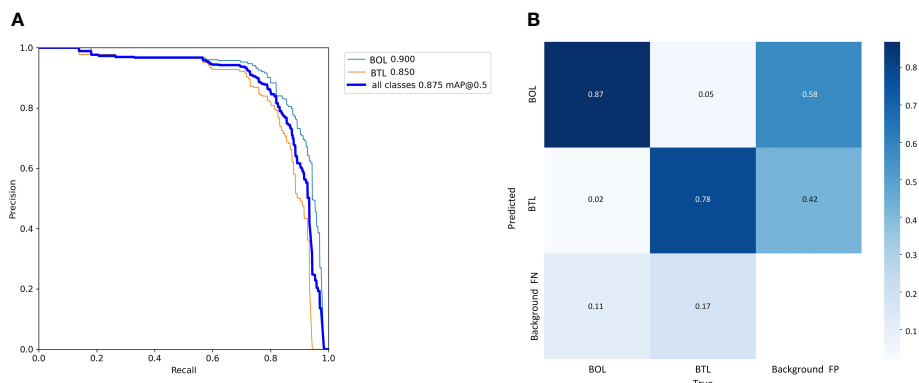 A
1.0
0.8
0.6
0.4
0.2
0.0
0.0 0.2 0.4 0.6 0.8 1.0
Precision
Recall
BOL 0.900
BTL 0.850
all classes 0.875 mAP@0.5
B
BOL
BTL
Background FN
Predicted
0.87 0.05 0.58
0.02 0.78 0.42
0.11 0.17
BOL BTL Background FP
True
0.8
0.7
0.6
0.5
0.4
0.3
0.2
0.1